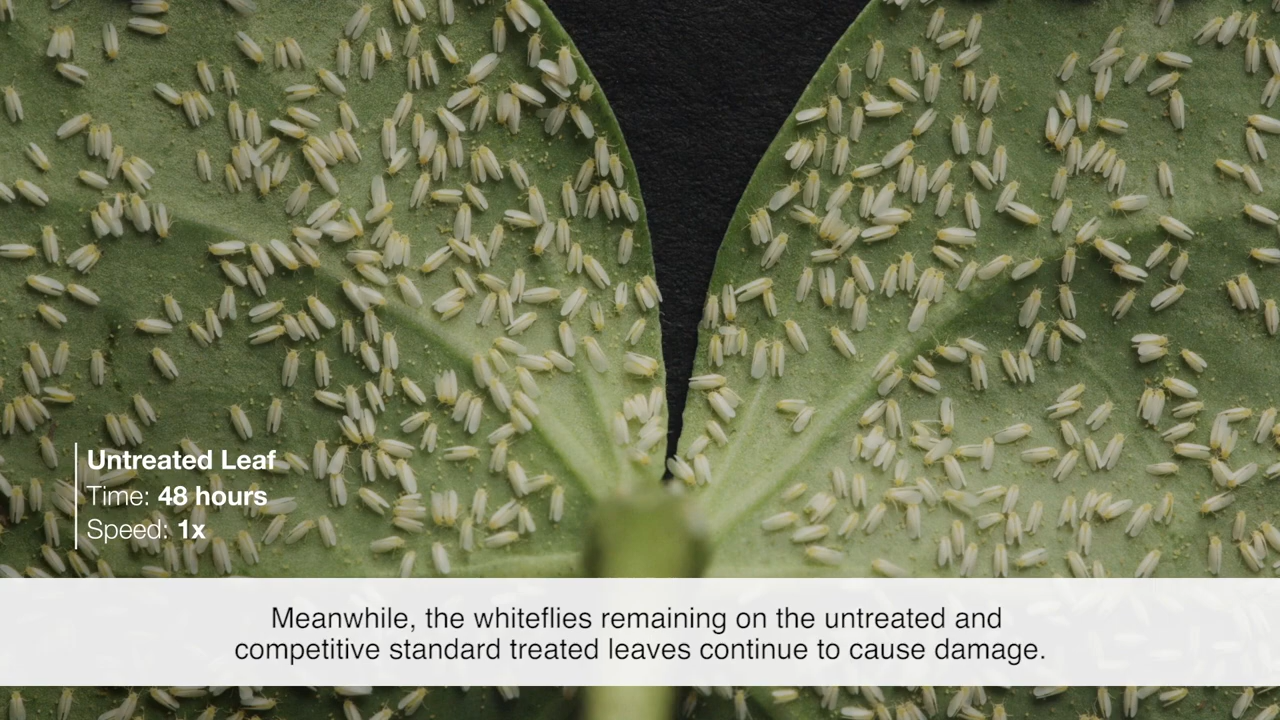 Untreated Leaf
Time: 48 hours
Speed: 1x
Meanwhile, the whiteflies remaining on the untreated and
competitive standard treated leaves continue to cause damage.